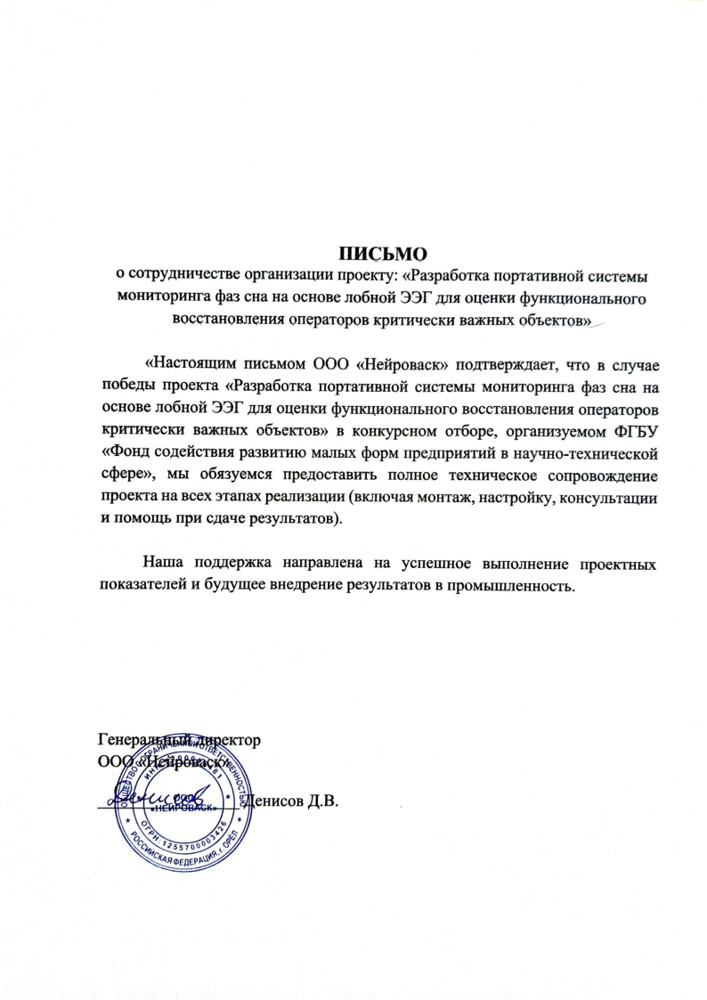 ПИСЬМО
о сотрудничестве организации проекту: «Разработка портативной системы
мониторинга фаз сна на основе лобной ЭЭГ для оценки функционального
восстановления операторов критически важных объектов»
«Настоящим письмом ООО «Нейроваск» подтверждает, что в случае
победы проекта «Разработка портативной системы мониторинга фаз сна на
основе лобной ЭЭГ для оценки функционального восстановления операторов
критически важных объектов» в конкурсном отборе, организуемом ФГБУ
«Фонд содействия развитию малых форм предприятий в научно-технической
сфере», мы обязуемся предоставить полное техническое сопровождение
проекта на всех этапах реализации (включая монтаж, настройку, консультации
и помощь при сдаче результатов).
Наша поддержка направлена на успешное выполнение проектных
показателей и будущее внедрение результатов в промышленность.
Генеральный директор
ООО «Нейроваск»
Денисов Денисов Д.В.
ОБЩЕСТВО С ОГРАНИЧЕННОЙ ОТВЕТСТВЕННОСТЬЮ
ИНН
ООО
«НЕЙРОВАСК»
ОГРН 1255700003426
РОССИЙСКАЯ ФЕДЕРАЦИЯ, г. ОРЁЛ